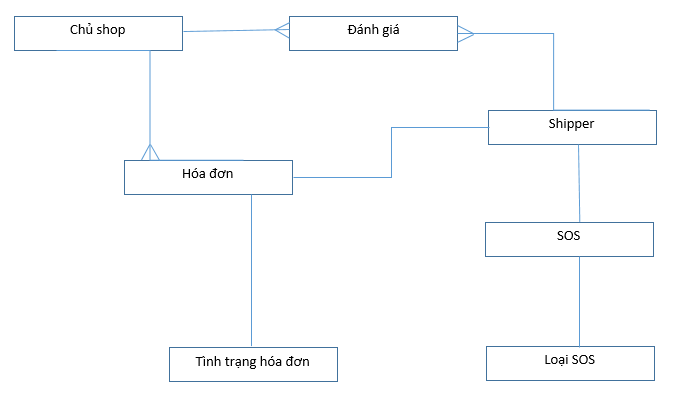 Chủ shop
Đánh giá
Shipper
Hóa đơn
SOS
Tình trạng hóa đơn
Loại SOS